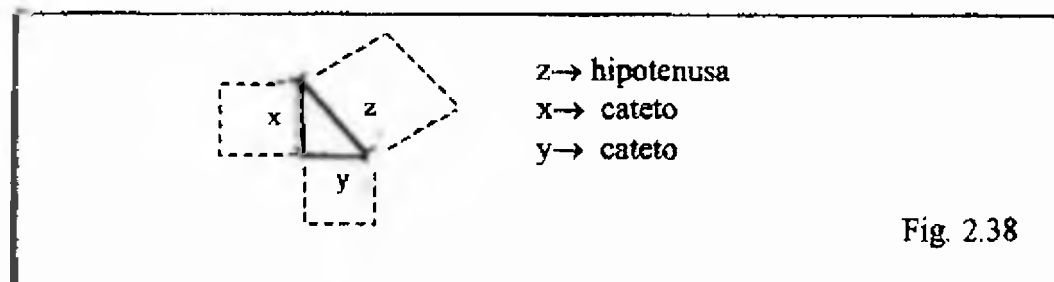 z→ hipotenusa
x
z
x→ cateto
y→ cateto
y
Fig. 2.38